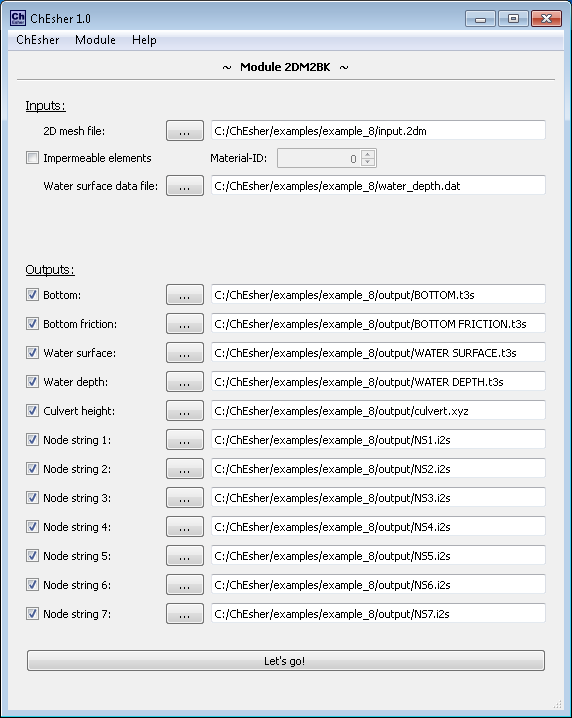 Ch ChEsher 1.0
ChEsher Module Help
~ Module 2DM2BK ~
Inputs:
2D mesh file: ... C:/ChEsher/examples/example_8/input.2dm
Impermeable elements Material-ID: 0
Water surface data file: ... C:/ChEsher/examples/example_8/water_depth.dat
Outputs:
Bottom: ... C:/ChEsher/examples/example_8/output/BOTTOM.t3s
Bottom friction: ... C:/ChEsher/examples/example_8/output/BOTTOM FRICTION.t3s
Water surface: ... C:/ChEsher/examples/example_8/output/WATER SURFACE.t3s
Water depth: ... C:/ChEsher/examples/example_8/output/WATER DEPTH.t3s
Culvert height: ... C:/ChEsher/examples/example_8/output/culvert.xyz
Node string 1: ... C:/ChEsher/examples/example_8/output/NS1.i2s
Node string 2: ... C:/ChEsher/examples/example_8/output/NS2.i2s
Node string 3: ... C:/ChEsher/examples/example_8/output/NS3.i2s
Node string 4: ... C:/ChEsher/examples/example_8/output/NS4.i2s
Node string 5: ... C:/ChEsher/examples/example_8/output/NS5.i2s
Node string 6: ... C:/ChEsher/examples/example_8/output/NS6.i2s
Node string 7: ... C:/ChEsher/examples/example_8/output/NS7.i2s
Let's go!